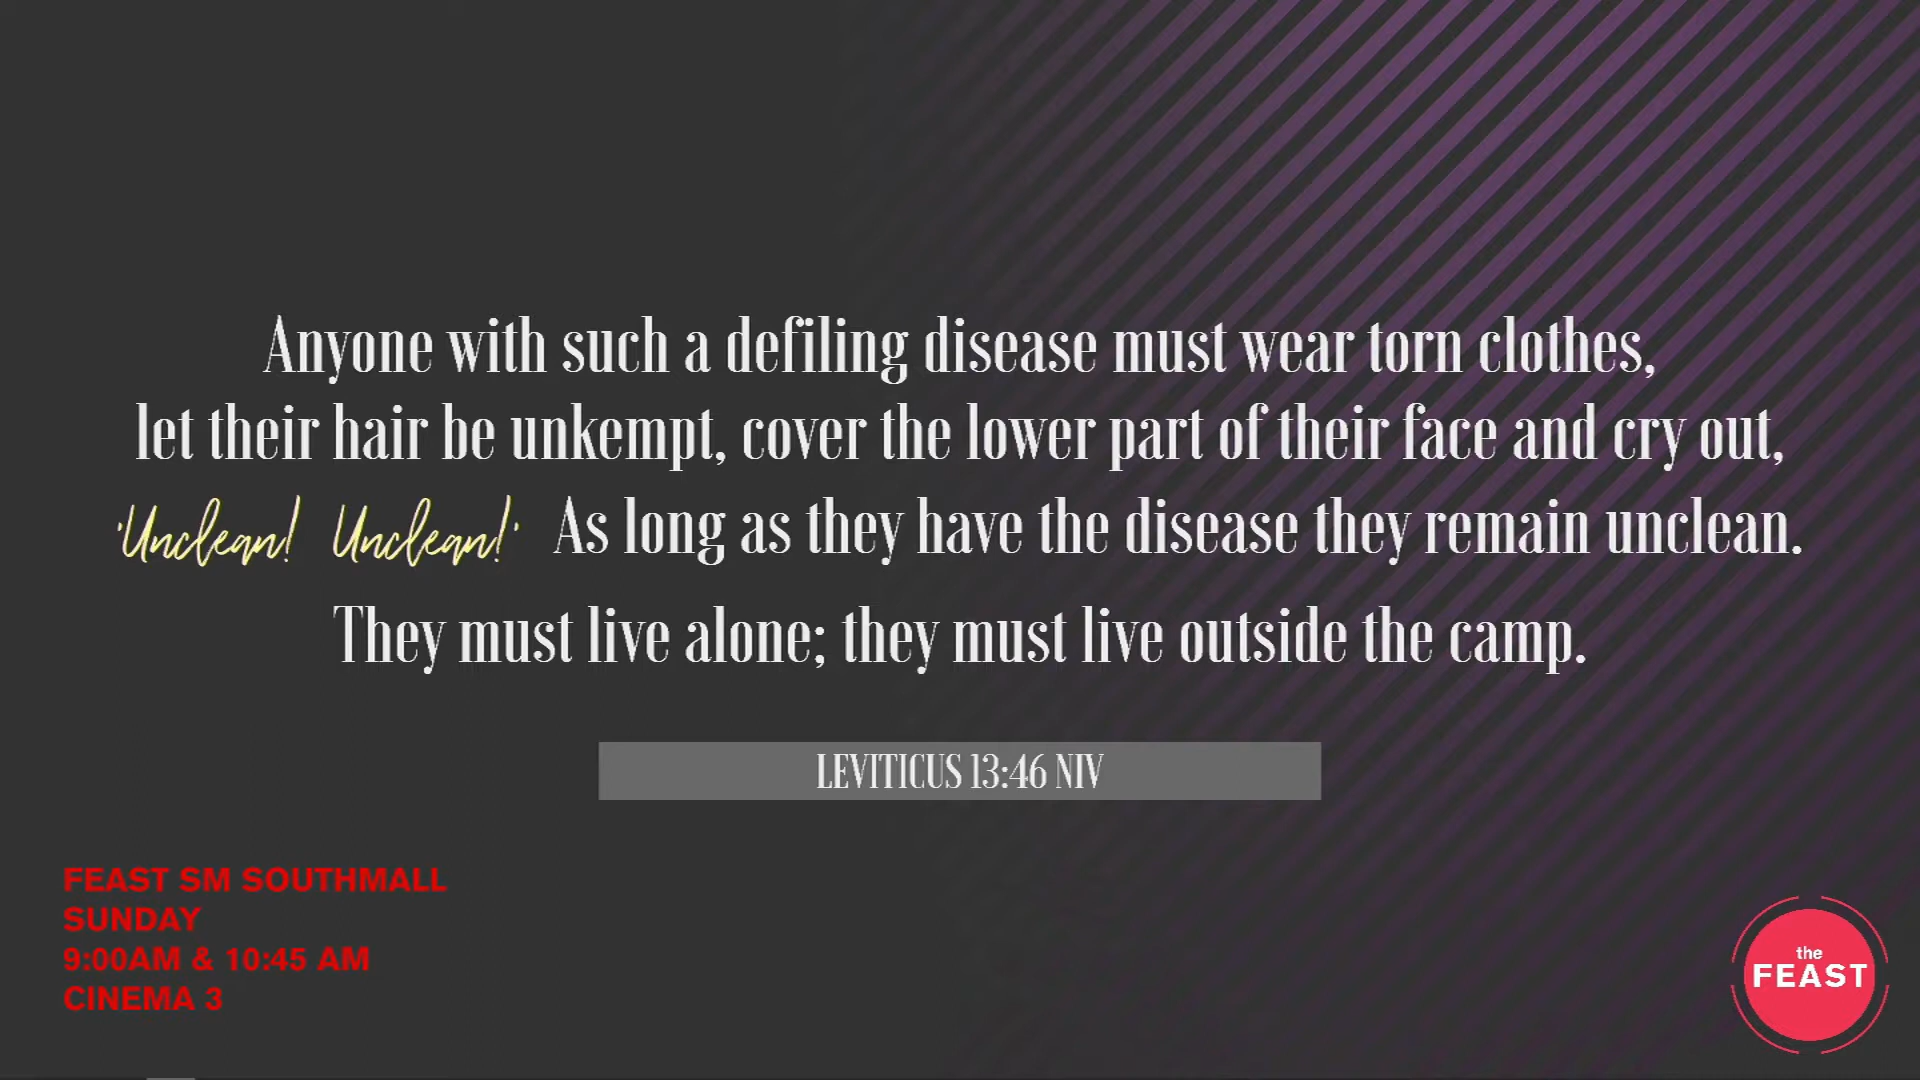 Anyone with such a defiling disease must wear torn clothes,
let their hair be unkempt, cover the lower part of their face and cry out,
'Unclean! Unclean!' As long as they have the disease they remain unclean.
They must live alone; they must live outside the camp.
LEVITICUS 13:46 NIV
FEAST SM SOUTHMALL
SUNDAY
9:00AM & 10:45 AM
CINEMA 3
the
FEAST